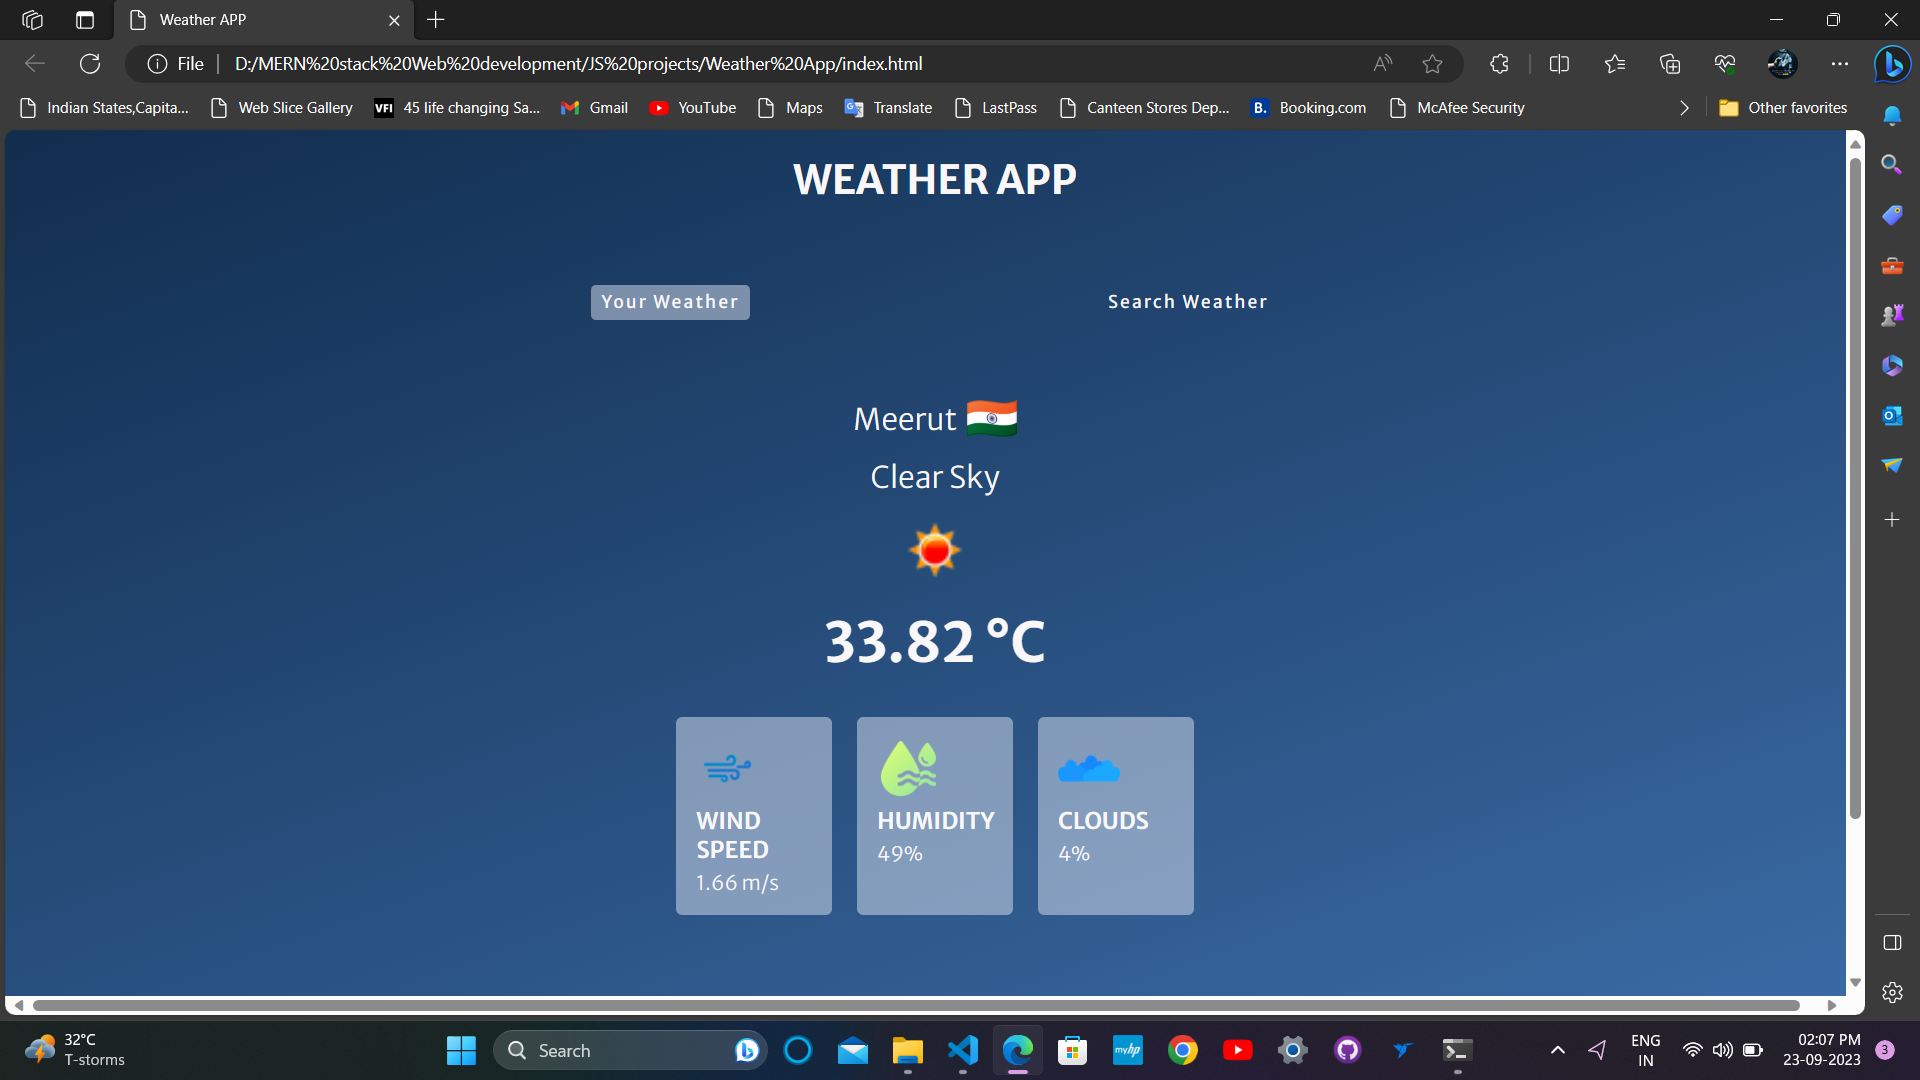 Weather APP
File
D:/MERN%20stack%20Web%20development/JS%20projects/Weather%20App/index.html
Indian States,Capita...
Web Slice Gallery
VFI
45 life changing Sa...
Gmail
YouTube
Maps
Translate
LastPass
Canteen Stores Dep...
B.
Booking.com
McAfee Security
Other favorites
WEATHER APP
Your Weather
Search Weather
Meerut
Clear Sky
33.82 °C
WIND
SPEED
1.66 m/s
HUMIDITY
49%
CLOUDS
4%
32°C
T-storms
Search
myhp
ENG
IN
02:07 PM
23-09-2023
3